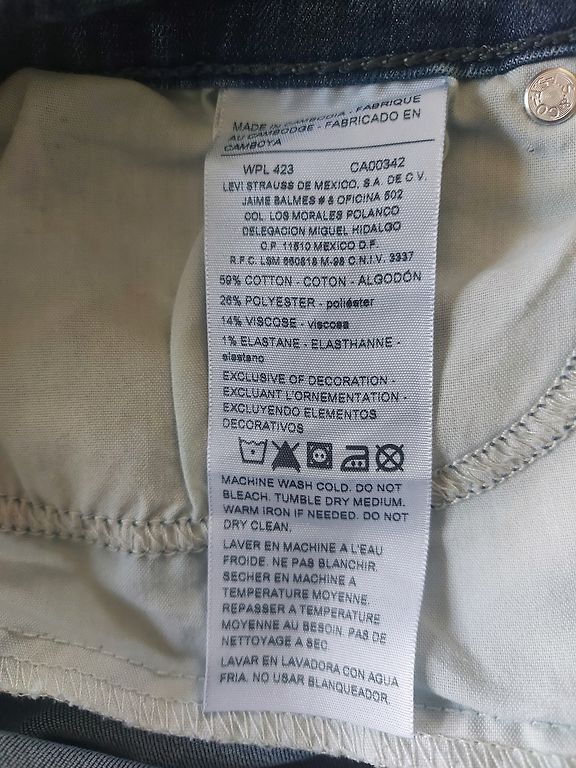 MADE IN CAMBODIA - FABRIQUE
AU CAMBODGE - FABRICADO EN
CAMBOYA
WPL 423 CA00342
LEVI STRAUSS DE MEXICO, S.A. DE C.V.
JAIME BALMES # 8 OFICINA 502
COL. LOS MORALES POLANCO
DELEGACION MIGUEL HIDALGO
C.P. 11510 MEXICO D.F.
R.F.C. LSM 860818 M-98 C.N.I.V. 3337
59% COTTON - COTON - ALGODÓN
26% POLYESTER - poliéster
14% VISCOSE - viscosa
1% ELASTANE - ELASTHANNE -
elastano
EXCLUSIVE OF DECORATION -
EXCLUANT L'ORNEMENTATION -
EXCLUYENDO ELEMENTOS
DECORATIVOS
MACHINE WASH COLD. DO NOT
BLEACH. TUMBLE DRY MEDIUM.
WARM IRON IF NEEDED. DO NOT
DRY CLEAN.
LAVER EN MACHINE A L'EAU
FROIDE. NE PAS BLANCHIR.
SECHER EN MACHINE A
TEMPERATURE MOYENNE.
REPASSER A TEMPERATURE
MOYENNE AU BESOIN. PAS DE
NETTOYAGE A SEC
LAVAR EN LAVADORA CON AGUA
FRIA. NO USAR BLANQUEADOR.